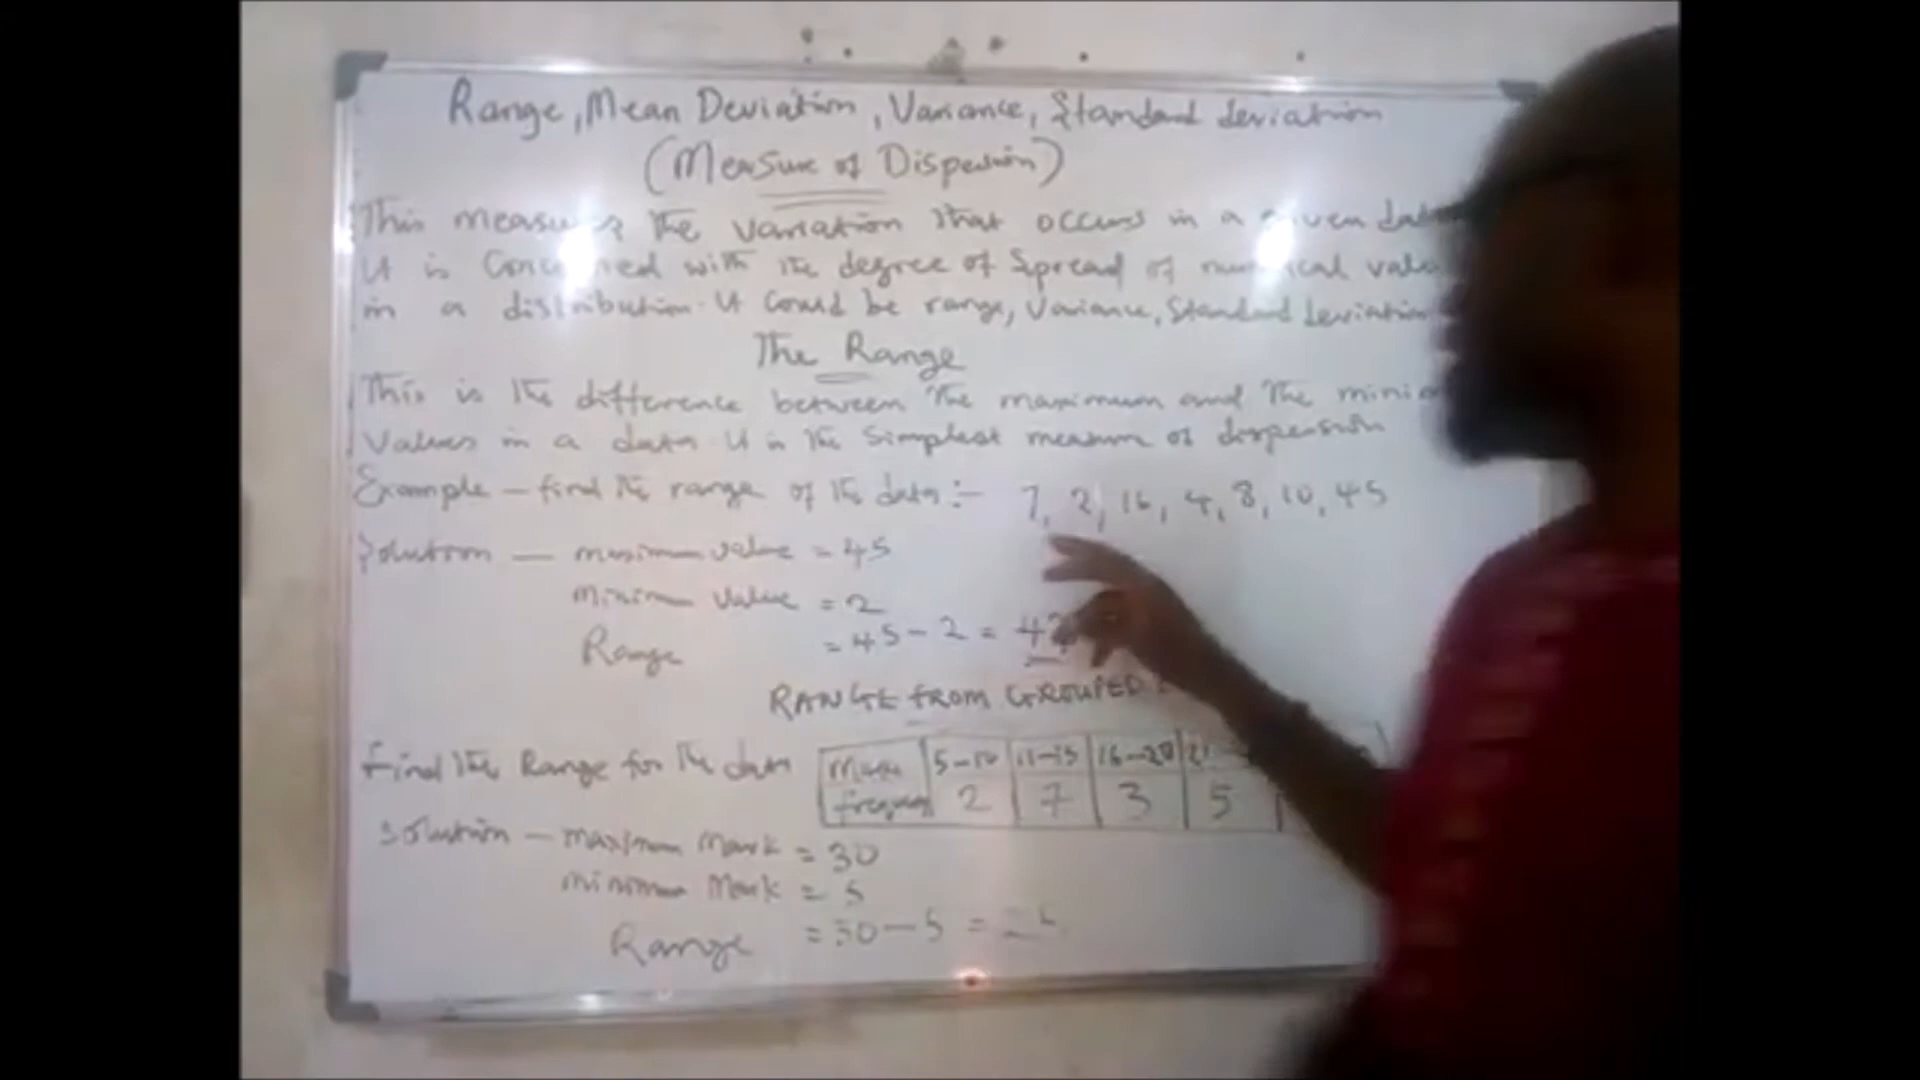 Range, Mean Deviation, Variance, Standard deviation
(Measure of Dispersion)
This measures the variation that occurs in a given data
It is Concerned with the degree of Spread of numerical
in a distribution. It Could be range, Variance, Standard deviation
The Range
This is the difference between the maximum and the
Values in a data. It is the Simplest measure of dispersion
Example - find the range of the data :- 7, 2, 16, 4, 8, 10, 45
Solution - maximum value = 45
minimum value = 2
Range = 45 - 2 =
RANGE FROM GROUPED
Find the Range for the data
Marks 5-10 11-15 16-20 21
2 7 3 5
Solution - maximum Mark = 30
minimum Mark = 5
Range = 30 - 5 = 25